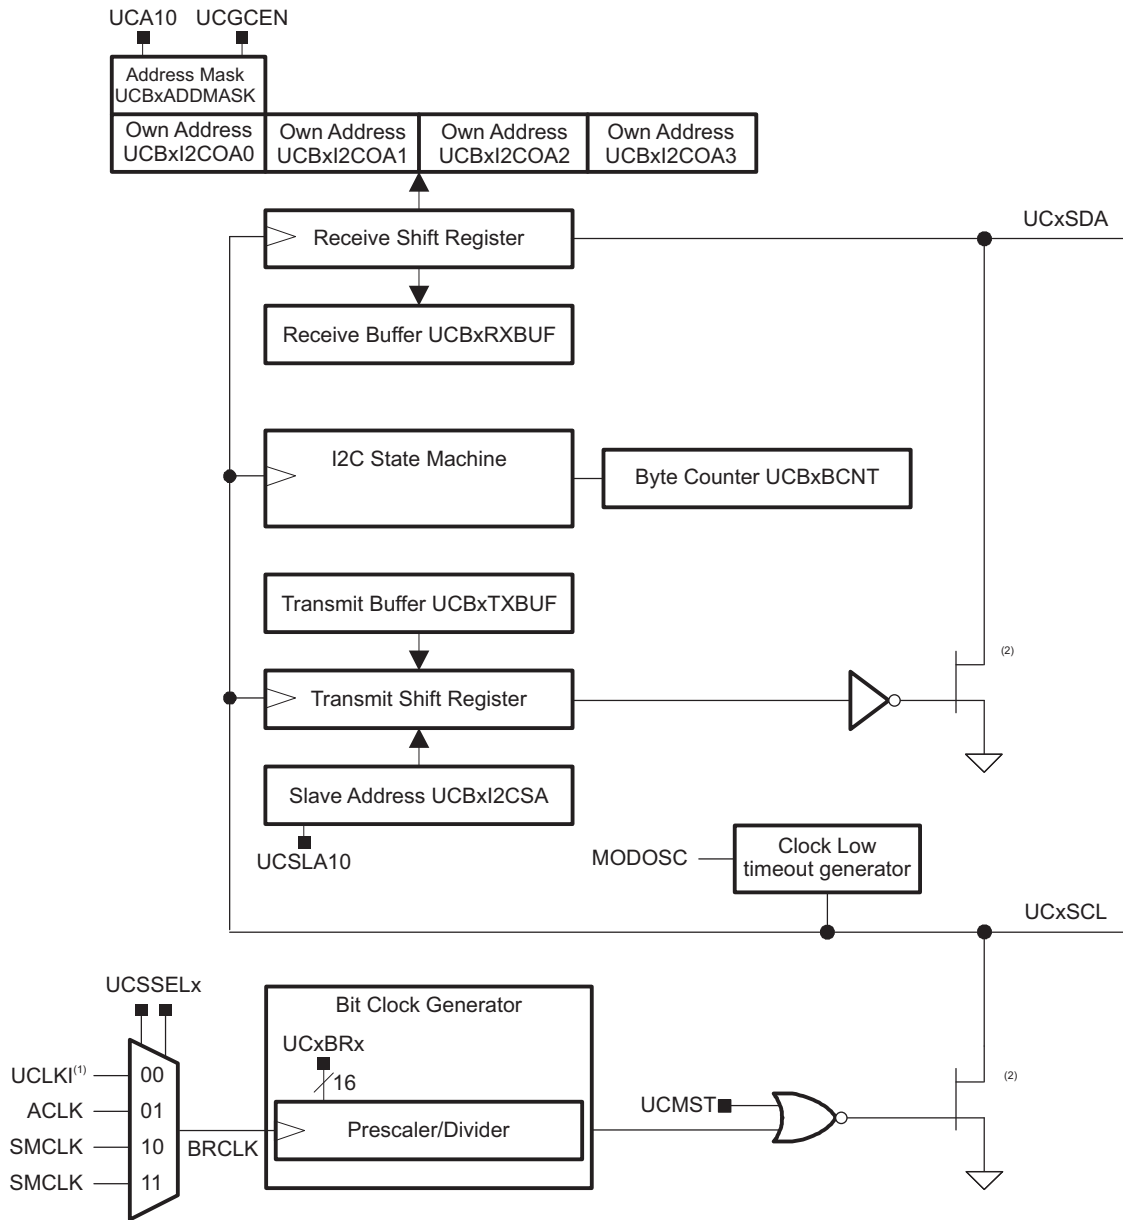 UCA10 UCGCEN
Address Mask
UCBxADDMASK
Own Address
UCBxI2COA0
Own Address
UCBxI2COA1
Own Address
UCBxI2COA2
Own Address
UCBxI2COA3
Receive Shift Register
UCxSDA
Receive Buffer UCBxRXBUF
I2C State Machine
Byte Counter UCBxBCNT
Transmit Buffer UCBxTXBUF
(2)
Transmit Shift Register
Slave Address UCBxI2CSA
UCSLA10
MODOSC
Clock Low
timeout generator
UCxSCL
UCSSELx
Bit Clock Generator
UCxBRx
16
UCLKI(1) 00
ACLK 01
SMCLK 10
SMCLK 11
BRCLK
Prescaler/Divider
UCMST
(2)